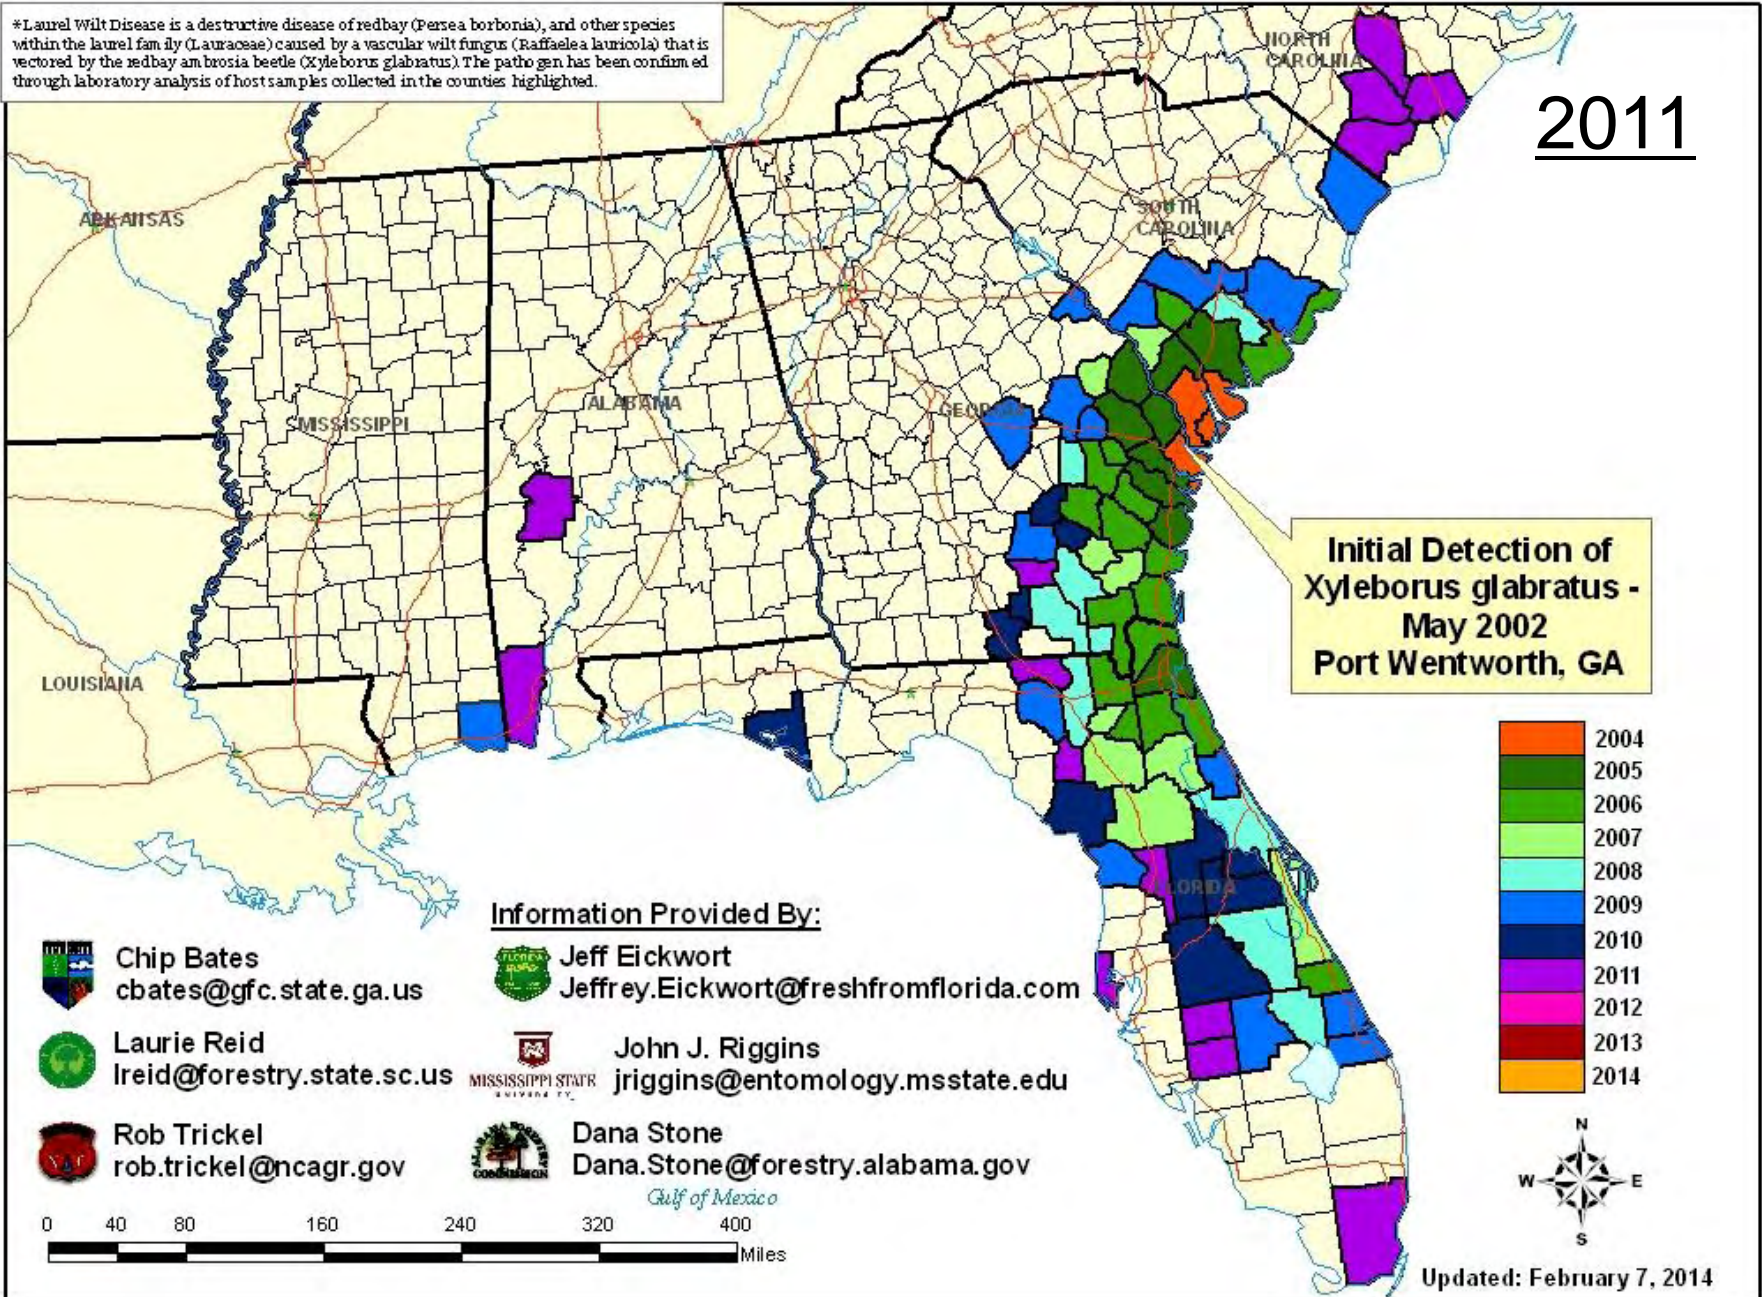 *Laurel Wilt Disease is a destructive disease of redbay (Persea borbonia), and other species
within the laurel family (Lauraceae) caused by a vascular wilt fungus (Raffaelea lauricola) that is
vectored by the redbay ambrosia beetle (Xyleborus glabratus). The pathogen has been confirmed
through laboratory analysis of host samples collected in the counties highlighted.
NORTH
CAROLINA
2011
ARKANSAS
SOUTH
CAROLINA
MISSISSIPPI
ALABAMA
GEORGIA
LOUISIANA
FLORIDA
Initial Detection of
Xyleborus glabratus -
May 2002
Port Wentworth, GA
2004
2005
2006
2007
2008
2009
2010
2011
2012
2013
2014
Information Provided By:
Chip Bates
cbates@gfc.state.ga.us
Jeff Eickwort
Jeffrey.Eickwort@freshfromflorida.com
Laurie Reid
lreid@forestry.state.sc.us
MISSISSIPPI STATE
UNIVERSITY
John J. Riggins
jriggins@entomology.msstate.edu
Rob Trickel
rob.trickel@ncagr.gov
ALABAMA FORESTRY
COMMISSION
Dana Stone
Dana.Stone@forestry.alabama.gov
Gulf of Mexico
0 40 80 160 240 320 400
Miles
N
W E
S
Updated: February 7, 2014